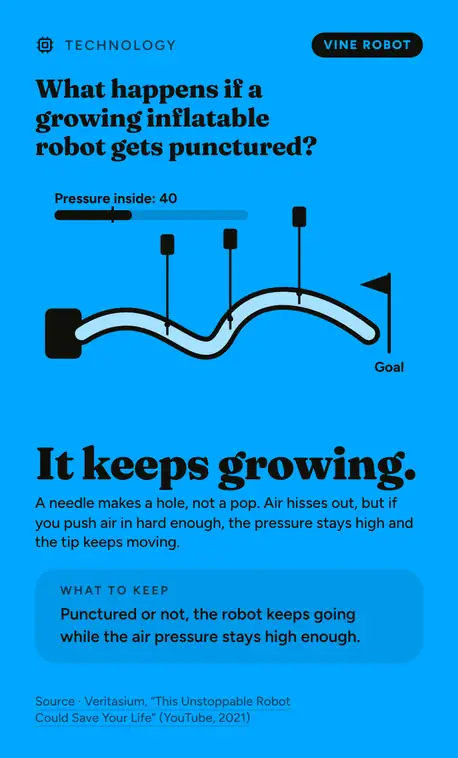 TECHNOLOGY
VINE ROBOT
What happens if a
growing inflatable
robot gets punctured?
Pressure inside: 40
Goal
It keeps growing.
A needle makes a hole, not a pop. Air hisses out, but if
you push air in hard enough, the pressure stays high and
the tip keeps moving.
WHAT TO KEEP
Punctured or not, the robot keeps going
while the air pressure stays high enough.
Source · Veritasium, “This Unstoppable Robot
Could Save Your Life” (YouTube, 2021)